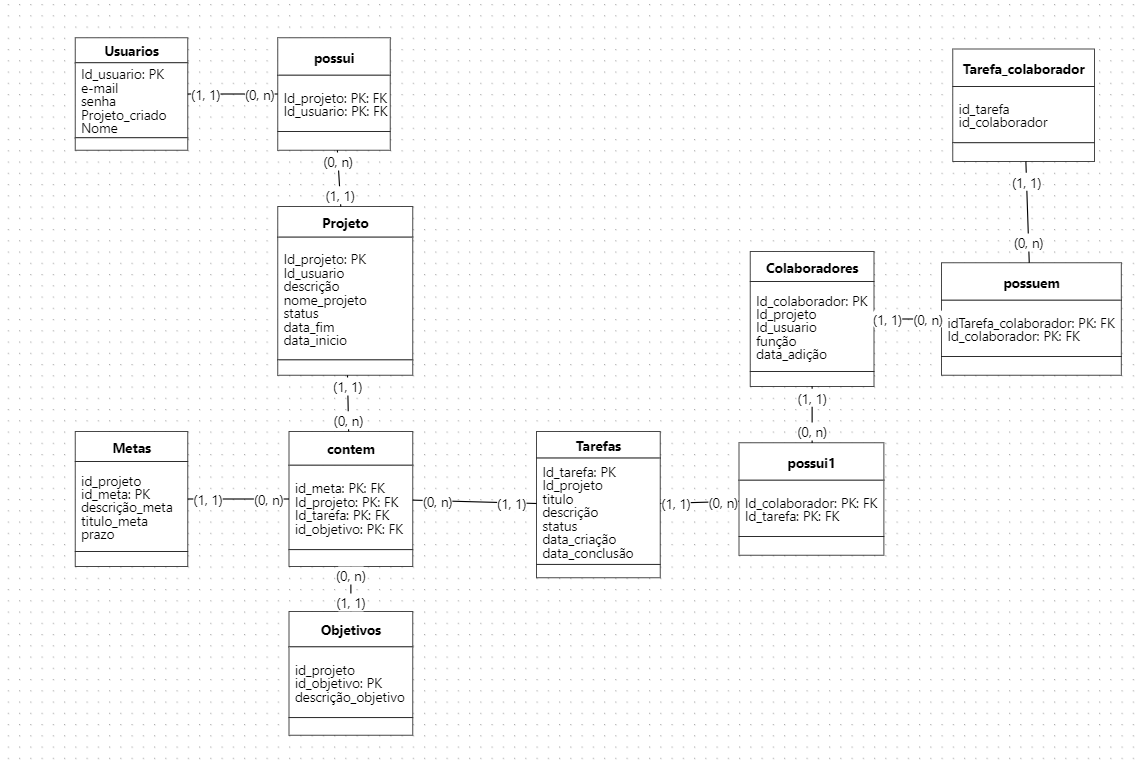 Usuarios
Id_usuario: PK
e-mail
senha
Projeto_criado
Nome
(1, 1)
(0, n)
possui
Id_projeto: PK: FK
Id_usuario: PK: FK
(0, n)
(1, 1)
Projeto
Id_projeto: PK
Id_usuario
descrição
nome_projeto
status
data_fim
data_inicio
(1, 1)
(0, n)
Metas
id_projeto
id_meta: PK
descrição_meta
titulo_meta
prazo
(1, 1)
(0, n)
contem
id_meta: PK: FK
Id_projeto: PK: FK
Id_tarefa: PK: FK
id_objetivo: PK: FK
(0, n)
(1, 1)
Objetivos
id_projeto
id_objetivo: PK
descrição_objetivo
(0, n)
(1, 1)
Tarefas
Id_tarefa: PK
Id_projeto
titulo
descrição
status
data_criação
data_conclusão
(1, 1)
(0, n)
possui1
Id_colaborador: PK: FK
Id_tarefa: PK: FK
(1, 1)
(0, n)
Colaboradores
Id_colaborador: PK
Id_projeto
Id_usuario
função
data_adição
(1, 1)
(0, n)
possuem
idTarefa_colaborador: PK: FK
Id_colaborador: PK: FK
(1, 1)
(0, n)
Tarefa_colaborador
id_tarefa
id_colaborador